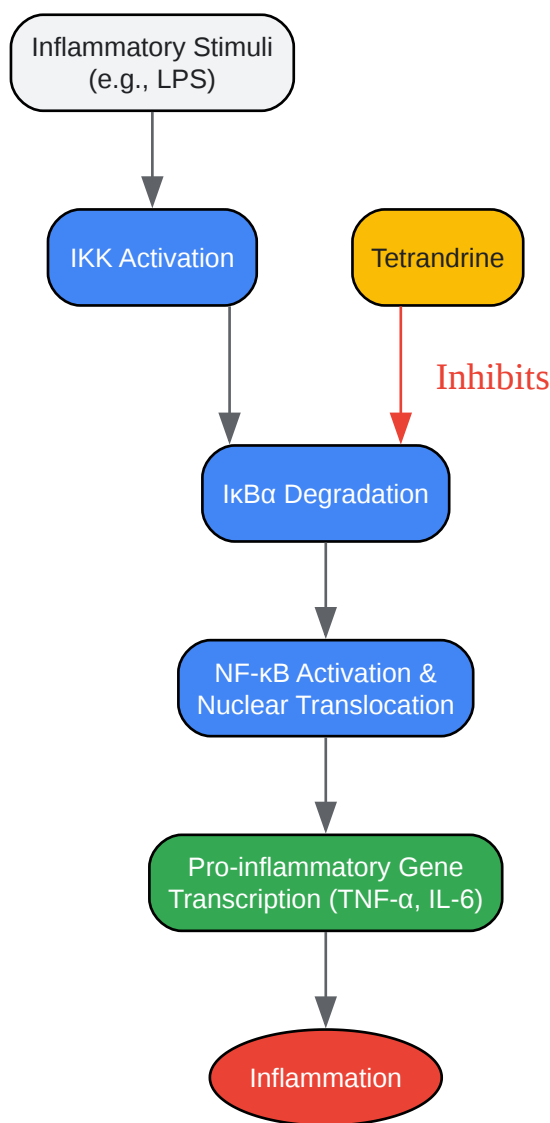 Inflammatory Stimuli
(e.g., LPS)
IKK Activation
Tetrandrine
Inhibits
IκBα Degradation
NF-κB Activation &
Nuclear Translocation
Pro-inflammatory Gene
Transcription (TNF-α, IL-6)
Inflammation